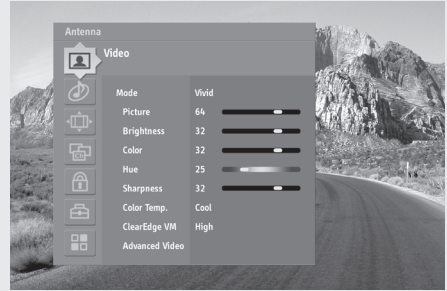 Antenna
Video
Mode Vivid
Picture 64
Brightness 32
Color 32
Hue 25
Sharpness 32
Color Temp. Cool
ClearEdge VM High
Advanced Video